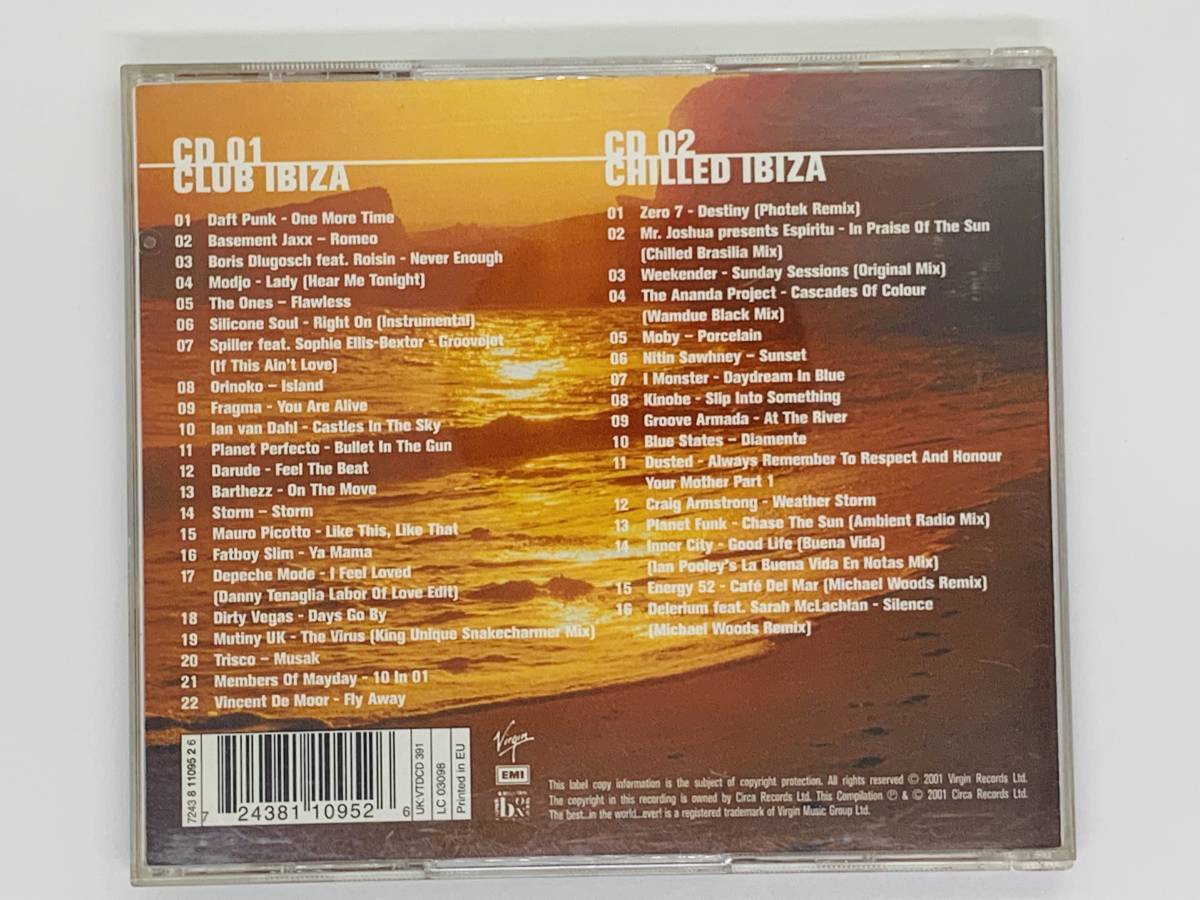 CD 01
CLUB IBIZA
01 Daft Punk - One More Time
02 Basement Jaxx – Romeo
03 Boris Dlugosch feat. Roisin - Never Enough
04 Modjo - Lady (Hear Me Tonight)
05 The Ones – Flawless
06 Silicone Soul - Right On (Instrumental)
07 Spiller feat. Sophie Ellis-Bextor - Groovejet
(If This Ain't Love)
08 Orinoko – Island
09 Fragma - You Are Alive
10 Ian van Dahl - Castles In The Sky
11 Planet Perfecto - Bullet In The Gun
12 Darude - Feel The Beat
13 Barthezz - On The Move
14 Storm – Storm
15 Mauro Picotto - Like This, Like That
16 Fatboy Slim - Ya Mama
17 Depeche Mode - I Feel Loved
(Danny Tenaglia Labor Of Love Edit)
18 Dirty Vegas - Days Go By
19 Mutiny UK - The Virus (King Unique Snakecharmer Mix)
20 Trisco – Musak
21 Members Of Mayday - 10 In 01
22 Vincent De Moor - Fly Away
CD 02
CHILLED IBIZA
01 Zero 7 - Destiny (Photek Remix)
02 Mr. Joshua presents Espiritu - In Praise Of The Sun
(Chilled Brasilia Mix)
03 Weekender - Sunday Sessions (Original Mix)
04 The Ananda Project - Cascades Of Colour
(Wamdue Black Mix)
05 Moby – Porcelain
06 Nitin Sawhney – Sunset
07 I Monster - Daydream In Blue
08 Kinobe - Slip Into Something
09 Groove Armada - At The River
10 Blue States – Diamente
11 Dusted - Always Remember To Respect And Honour
Your Mother Part 1
12 Craig Armstrong - Weather Storm
13 Planet Funk - Chase The Sun (Ambient Radio Mix)
14 Inner City - Good Life (Buena Vida)
(Ian Pooley's La Buena Vida En Notas Mix)
15 Energy 52 - Café Del Mar (Michael Woods Remix)
16 Delerium feat. Sarah McLachlan - Silence
(Michael Woods Remix)
7243 8 11095 2 6
7 24381 10952 6
UK:VTDCD 391
LC 03098
Printed in EU
Virgin
EMI
This label copy information is the subject of copyright protection. All rights reserved © 2001 Virgin Records Ltd.
The copyright in this recording is owned by Circa Records Ltd. This Compilation ℗ & © 2001 Circa Records Ltd.
The best...in the world...ever! is a registered trademark of Virgin Music Group Ltd.